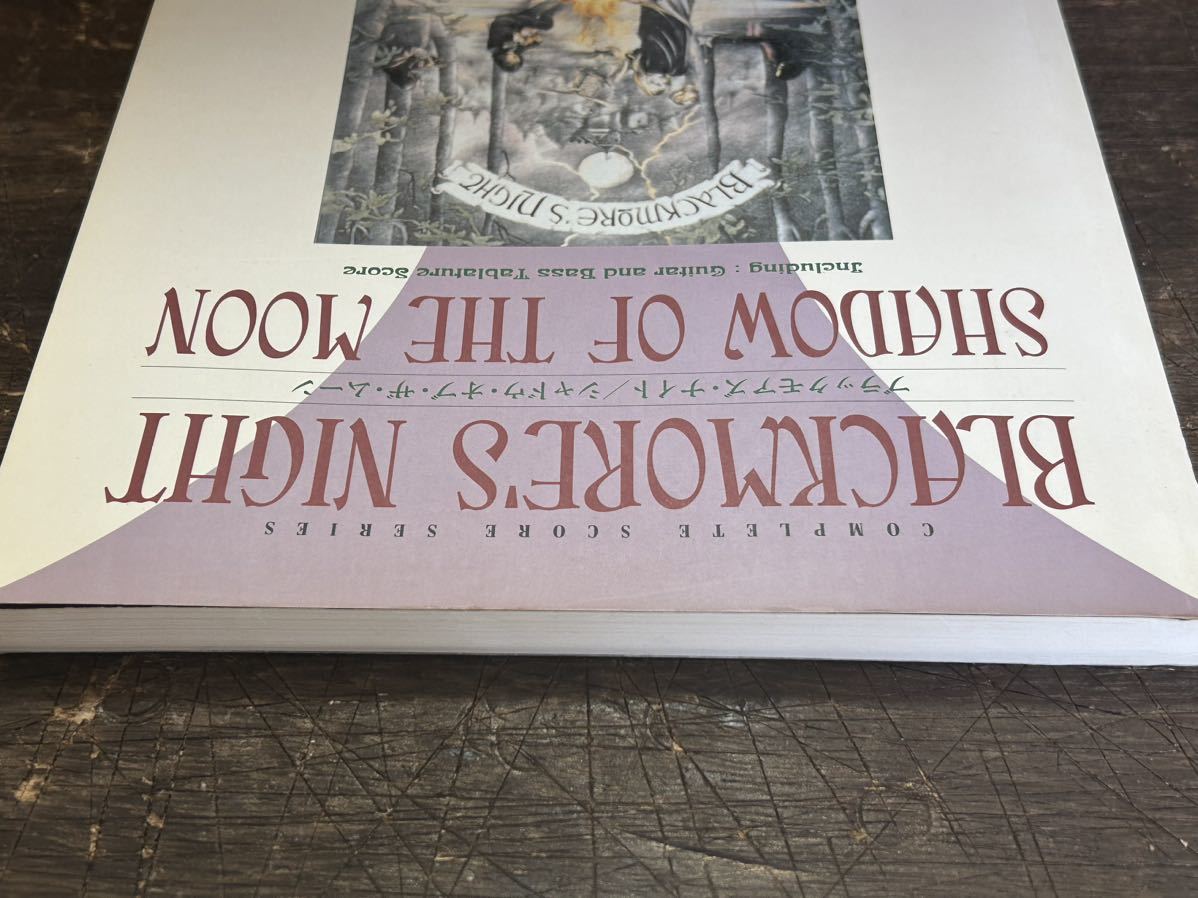 COMPLETE SCORE SERIES
BLACKMORE'S NIGHT
ブラックモアズ・ナイト／シャドウ・オブ・ザ・ムーン
SHADOW OF THE MOON
Including : Guitar and Bass Tablature Score
BLACKMORE'S NIGHT